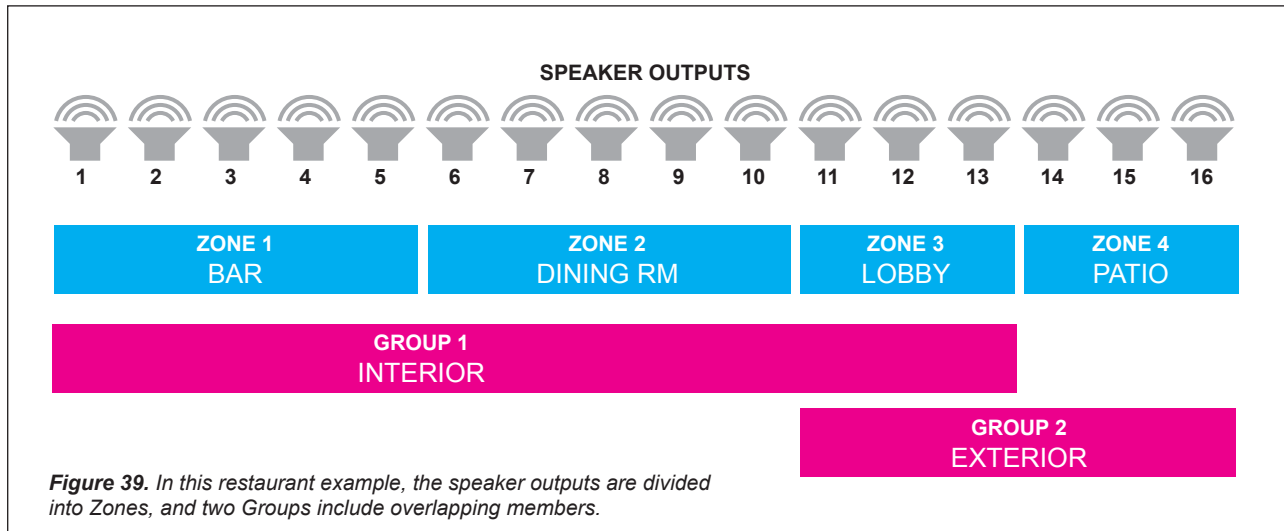 SPEAKER OUTPUTS
1 2 3 4 5 6 7 8 9 10 11 12 13 14 15 16
ZONE 1 ZONE 2 ZONE 3 ZONE 4
BAR DINING RM LOBBY PATIO
GROUP 1
INTERIOR
GROUP 2
EXTERIOR
Figure 39. In this restaurant example, the speaker outputs are divided
into Zones, and two Groups include overlapping members.